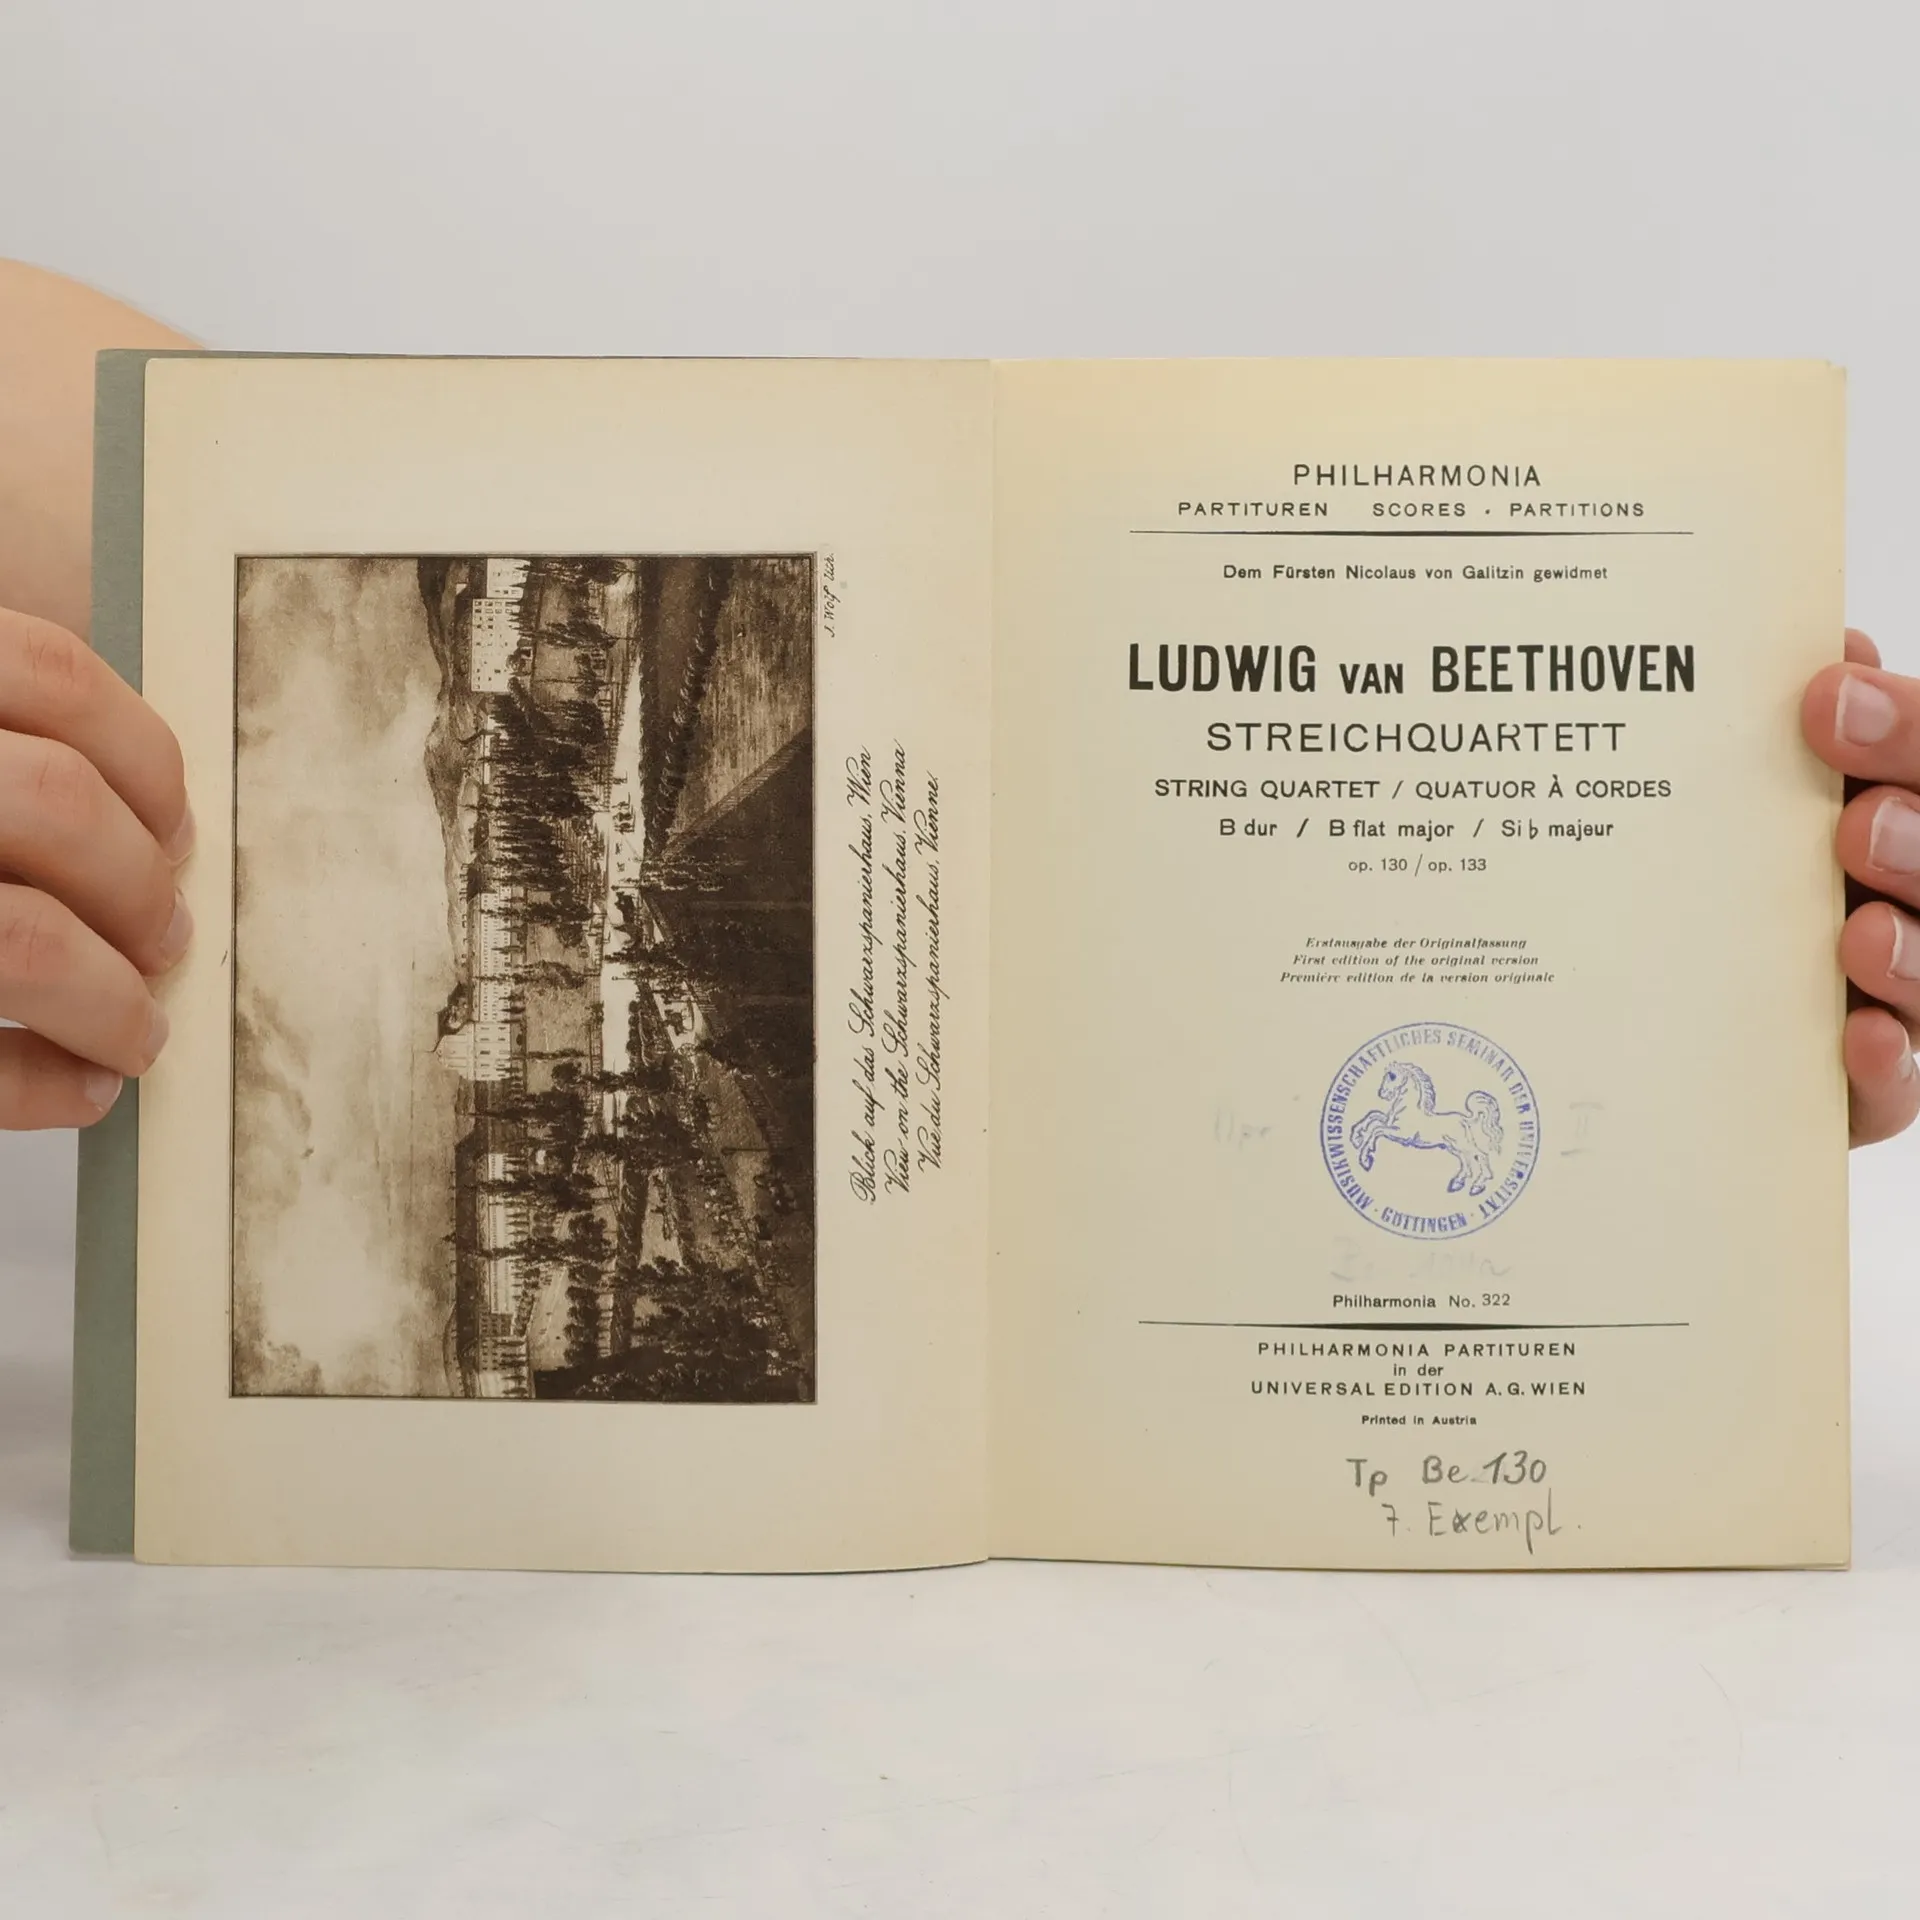 J. Wolf lith.
Blick auf das Schwarzspanierhaus, Wien
View on the Schwarzspanierhaus, Vienna
Vue du Schwarzspanierhaus, Vienne.
PHILHARMONIA
PARTITUREN SCORES · PARTITIONS
Dem Fürsten Nicolaus von Galitzin gewidmet
LUDWIG VAN BEETHOVEN
STREICHQUARTETT
STRING QUARTET / QUATUOR À CORDES
B dur / B flat major / Si♭ majeur
op. 130 / op. 133
Erstausgabe der Originalfassung
First edition of the original version
Première edition de la version originale
MUSIKWISSENSCHAFTLICHES SEMINAR DER UNIVERSITÄT · GÖTTINGEN ·
Philharmonia No. 322
PHILHARMONIA PARTITUREN
in der
UNIVERSAL EDITION A. G. WIEN
Printed in Austria
Tp Be 130
7. Exempl.